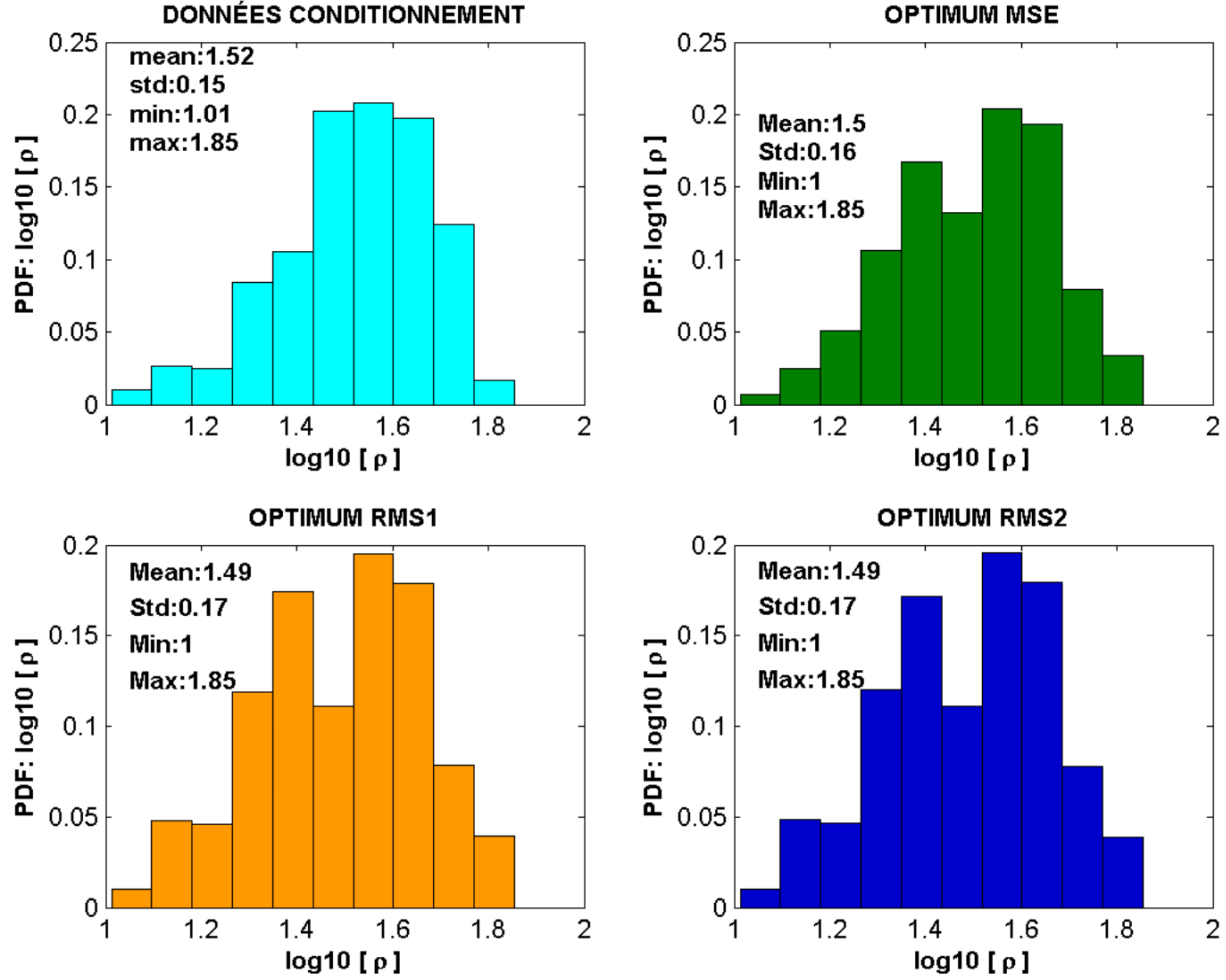 DONNÉES CONDITIONNEMENT
mean:1.52
std:0.15
min:1.01
max:1.85
PDF: log10 [ ρ ]
0.25
0.2
0.15
0.1
0.05
0
1
1.2
1.4
1.6
1.8
2
log10 [ ρ ]
OPTIMUM MSE
Mean:1.5
Std:0.16
Min:1
Max:1.85
PDF: log10 [ ρ ]
0.25
0.2
0.15
0.1
0.05
0
1
1.2
1.4
1.6
1.8
2
log10 [ ρ ]
OPTIMUM RMS1
Mean:1.49
Std:0.17
Min:1
Max:1.85
PDF: log10 [ ρ ]
0.2
0.15
0.1
0.05
0
1
1.2
1.4
1.6
1.8
2
log10 [ ρ ]
OPTIMUM RMS2
Mean:1.49
Std:0.17
Min:1
Max:1.85
PDF: log10 [ ρ ]
0.2
0.15
0.1
0.05
0
1
1.2
1.4
1.6
1.8
2
log10 [ ρ ]